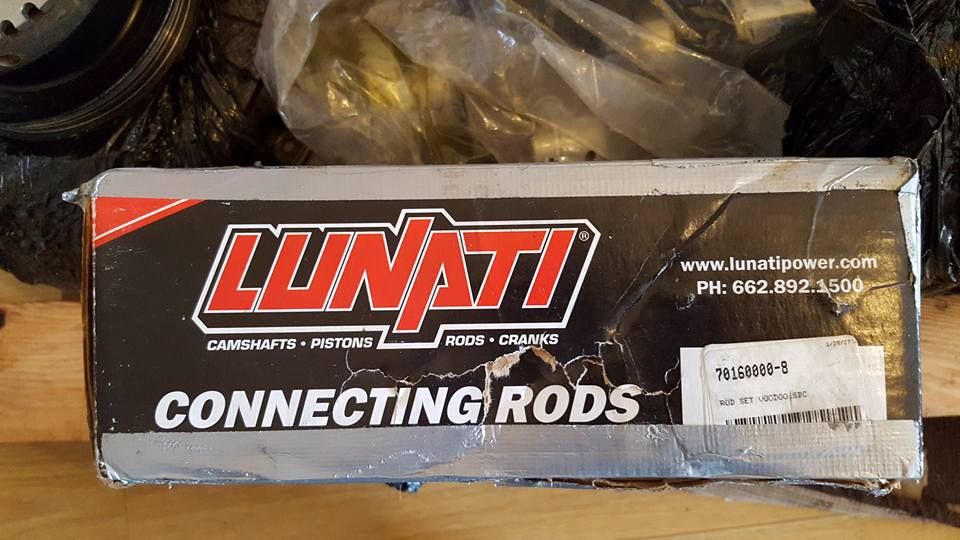 LUNATI®
CAMSHAFTS • PISTONS RODS • CRANKS
CONNECTING RODS
www.lunatipower.com
PH: 662.892.1500
70160000-8
ROD SET VOODOO SBC